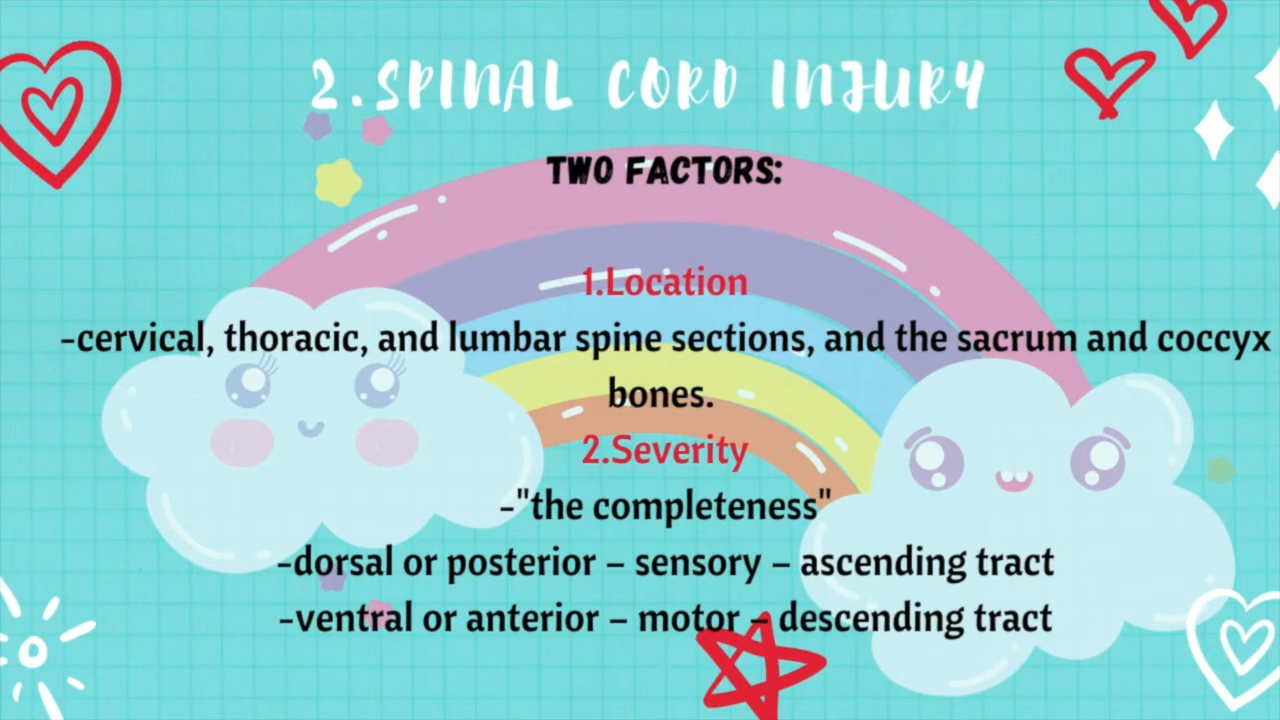 2.SPINAL CORD INJURY
TWO FACTORS:
1.Location
-cervical, thoracic, and lumbar spine sections, and the sacrum and coccyx
bones.
2.Severity
-"the completeness"
-dorsal or posterior – sensory – ascending tract
-ventral or anterior – motor – descending tract